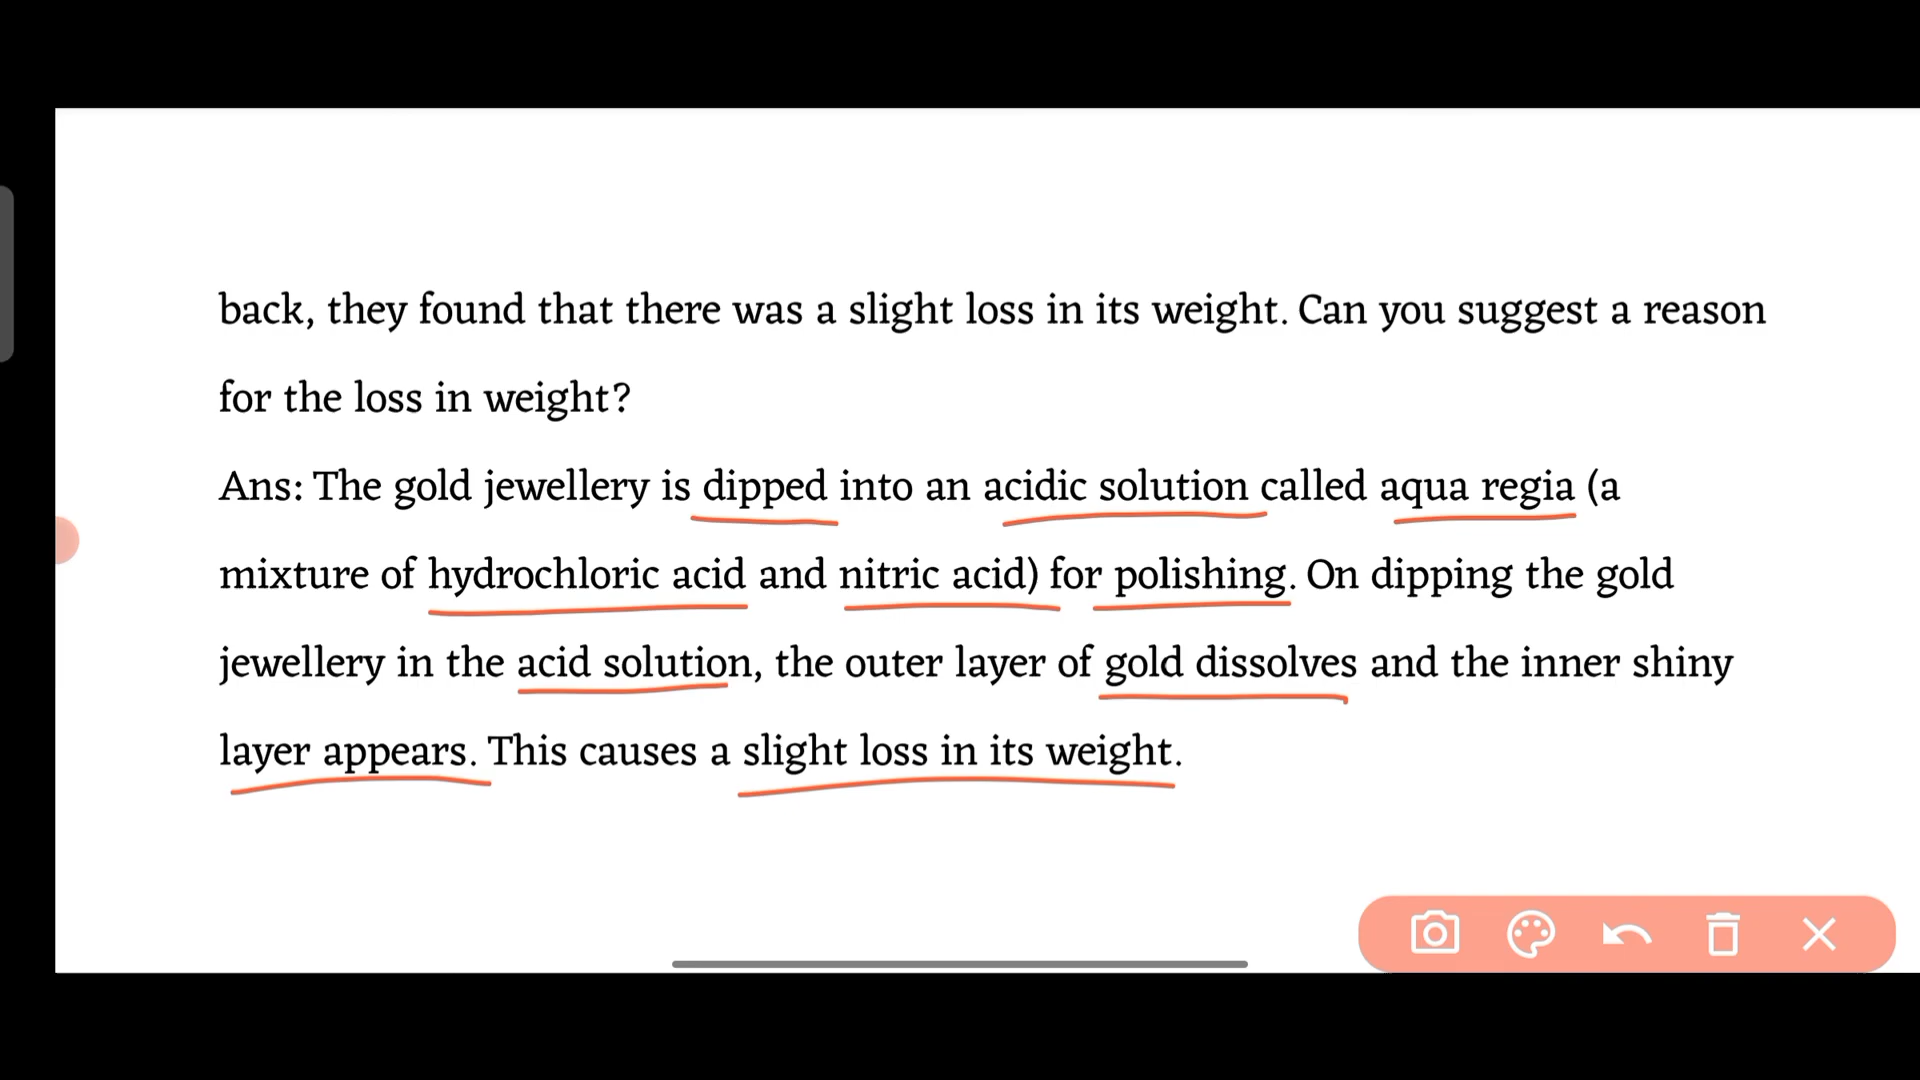 back, they found that there was a slight loss in its weight. Can you suggest a reason
for the loss in weight?
Ans: The gold jewellery is dipped into an acidic solution called aqua regia (a
mixture of hydrochloric acid and nitric acid) for polishing. On dipping the gold
jewellery in the acid solution, the outer layer of gold dissolves and the inner shiny
layer appears. This causes a slight loss in its weight.